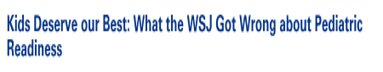 Kids Deserve our Best: What the WSJ Got Wrong about Pediatric
Readiness